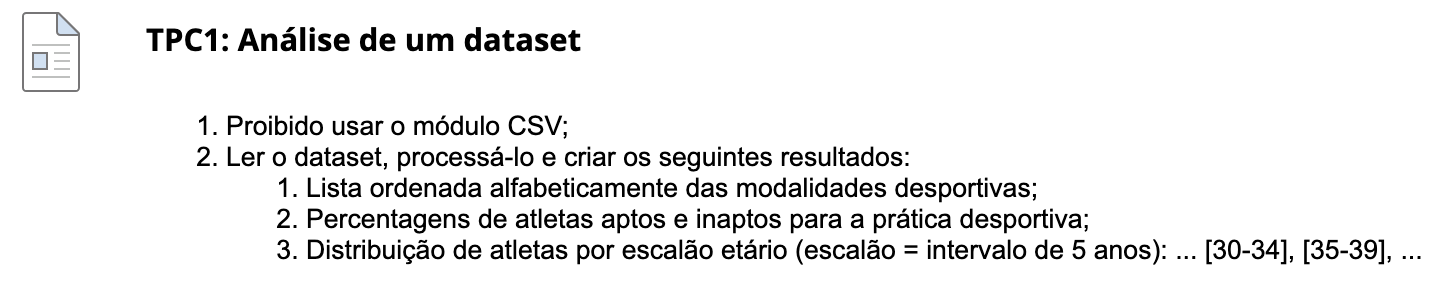 TPC1: Análise de um dataset
1. Proibido usar o módulo CSV;
2. Ler o dataset, processá-lo e criar os seguintes resultados:
1. Lista ordenada alfabeticamente das modalidades desportivas;
2. Percentagens de atletas aptos e inaptos para a prática desportiva;
3. Distribuição de atletas por escalão etário (escalão = intervalo de 5 anos): ... [30-34], [35-39], ...